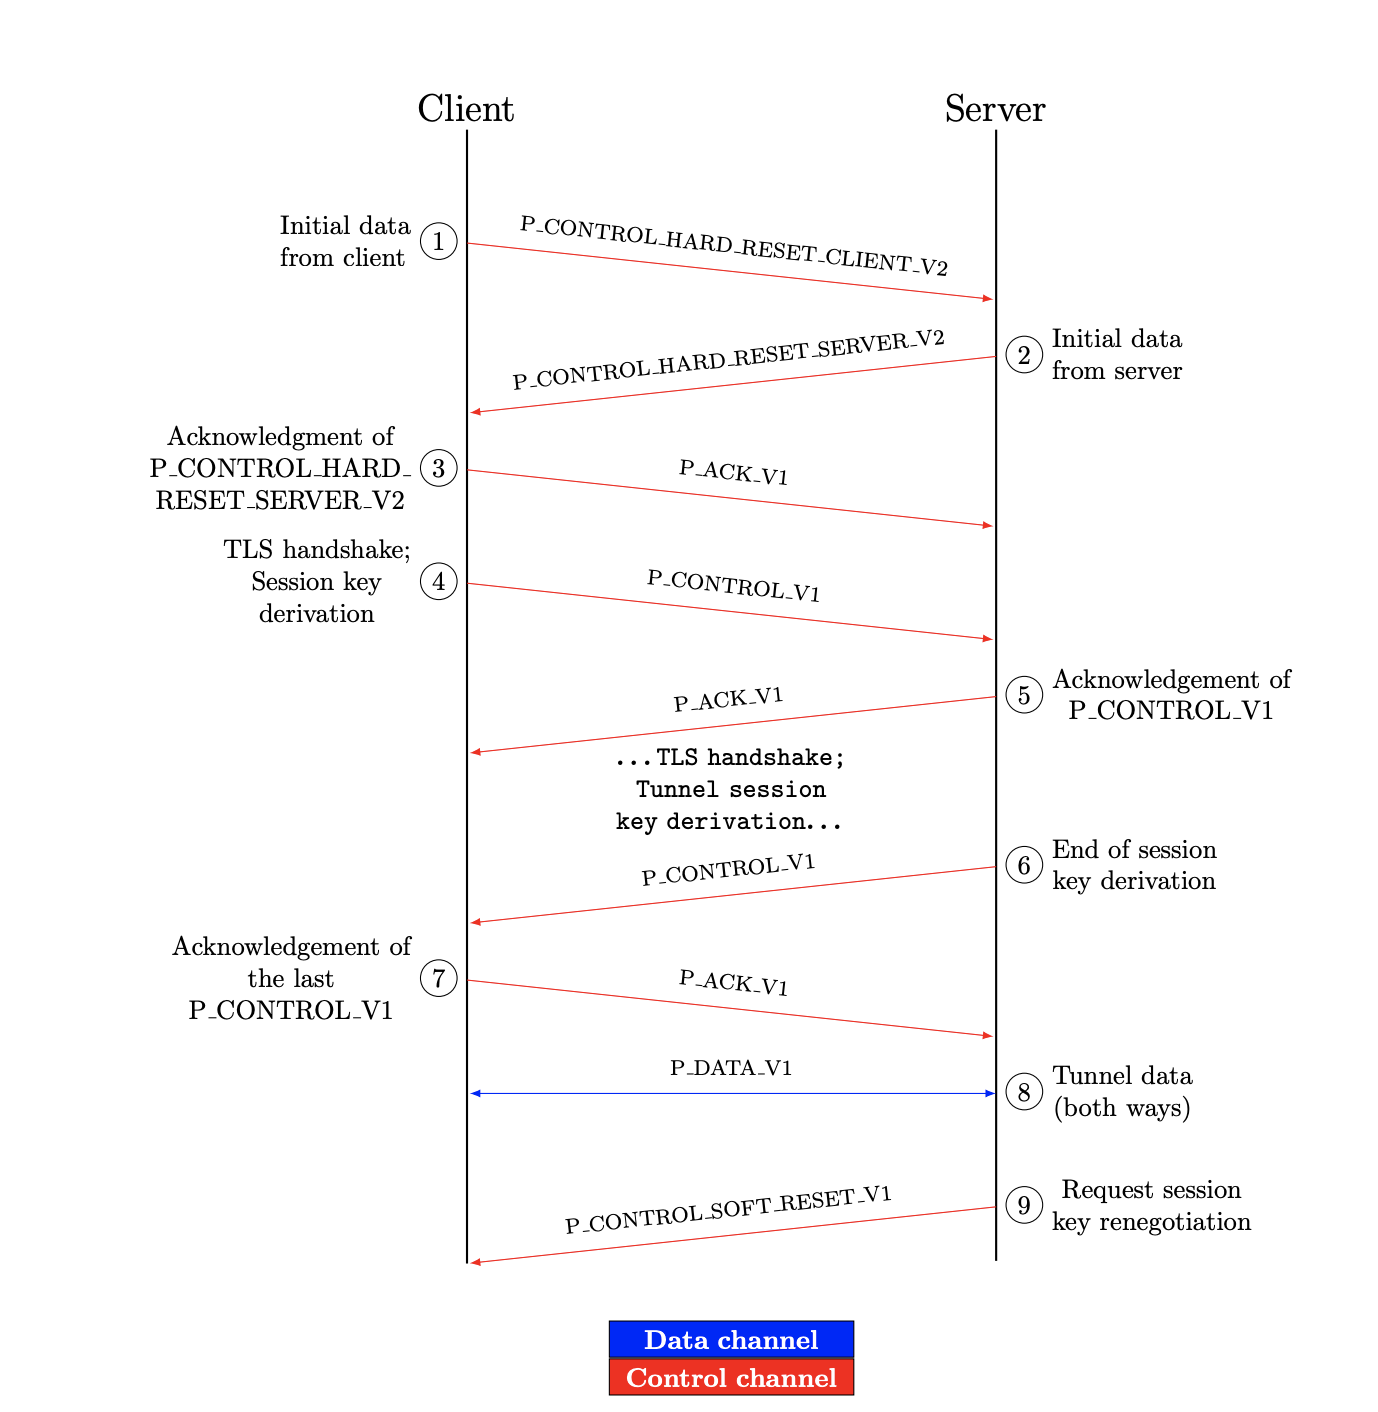 Client
Server
Initial data
from client
1
P_CONTROL_HARD_RESET_CLIENT_V2
P_CONTROL_HARD_RESET_SERVER_V2
2
Initial data
from server
Acknowledgment of
P_CONTROL_HARD_
RESET_SERVER_V2
3
P_ACK_V1
TLS handshake;
Session key
derivation
4
P_CONTROL_V1
P_ACK_V1
5
Acknowledgement of
P_CONTROL_V1
...TLS handshake;
Tunnel session
key derivation...
P_CONTROL_V1
6
End of session
key derivation
Acknowledgement of
the last
P_CONTROL_V1
7
P_ACK_V1
P_DATA_V1
8
Tunnel data
(both ways)
P_CONTROL_SOFT_RESET_V1
9
Request session
key renegotiation
Data channel
Control channel